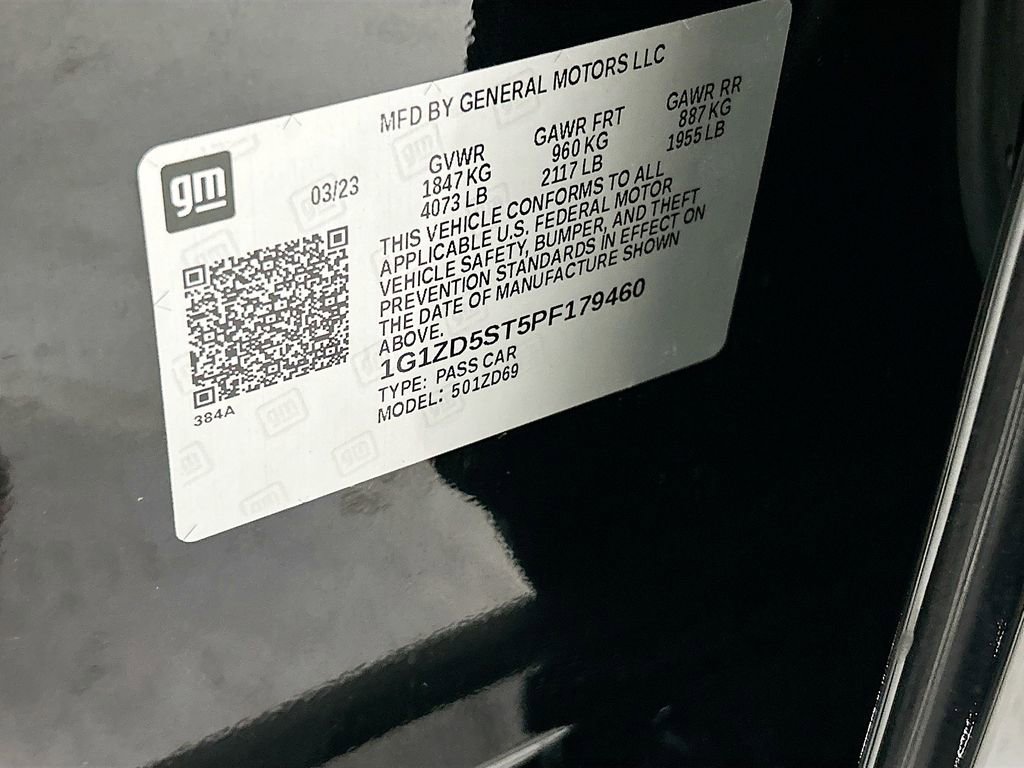 MFD BY GENERAL MOTORS LLC
gm
03/23
GVWR GAWR FRT GAWR RR
1847 KG 960 KG 887 KG
4073 LB 2117 LB 1955 LB
THIS VEHICLE CONFORMS TO ALL
APPLICABLE U.S. FEDERAL MOTOR
VEHICLE SAFETY, BUMPER, AND THEFT
PREVENTION STANDARDS IN EFFECT ON
THE DATE OF MANUFACTURE SHOWN
ABOVE.
1G1ZD5ST5PF179460
TYPE: PASS CAR
MODEL: 501ZD69
384A